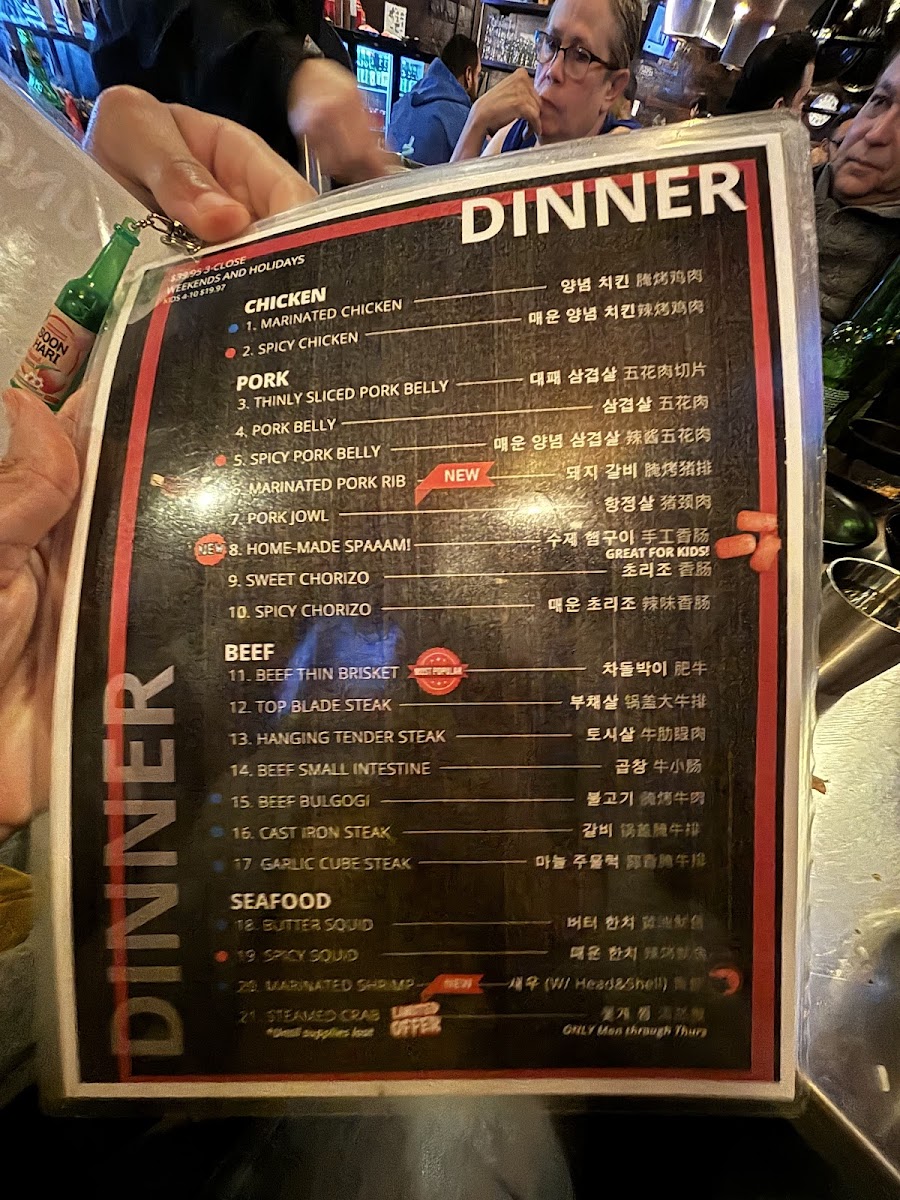 DINNER
$39.95 3-CLOSE
WEEKENDS AND HOLIDAYS
KIDS 4-10 $19.97
CHICKEN
1. MARINATED CHICKEN 양념 치킨 腌烤鸡肉
2. SPICY CHICKEN 매운 양념 치킨 辣烤鸡肉
PORK
3. THINLY SLICED PORK BELLY 대패 삼겹살 五花肉切片
4. PORK BELLY 삼겹살 五花肉
5. SPICY PORK BELLY 매운 양념 삼겹살 辣酱五花肉
6. MARINATED PORK RIB NEW 돼지 갈비 腌烤猪排
7. PORK JOWL 항정살 猪颈肉
NEW 8. HOME-MADE SPAAAM! 수제 햄구이 手工香肠
GREAT FOR KIDS!
9. SWEET CHORIZO 초리조 香肠
10. SPICY CHORIZO 매운 초리조 辣味香肠
BEEF
11. BEEF THIN BRISKET MOST POPULAR 차돌박이 肥牛
12. TOP BLADE STEAK 부채살 锅盖大牛排
13. HANGING TENDER STEAK 토시살 牛肋眼肉
14. BEEF SMALL INTESTINE 곱창 牛小肠
15. BEEF BULGOGI 불고기 腌烤牛肉
16. CAST IRON STEAK 갈비 锅盖腌牛排
17. GARLIC CUBE STEAK 마늘 주물럭 蒜香腌牛排
SEAFOOD
18. BUTTER SQUID 버터 한치
19. SPICY SQUID 매운 한치
20. MARINATED SHRIMP NEW 새우 (W/ Head&Shell)
21. STEAMED CRAB LIMITED OFFER 찜
*Until supplies last ONLY Mon through Thurs
DINNER
SOON
HARI